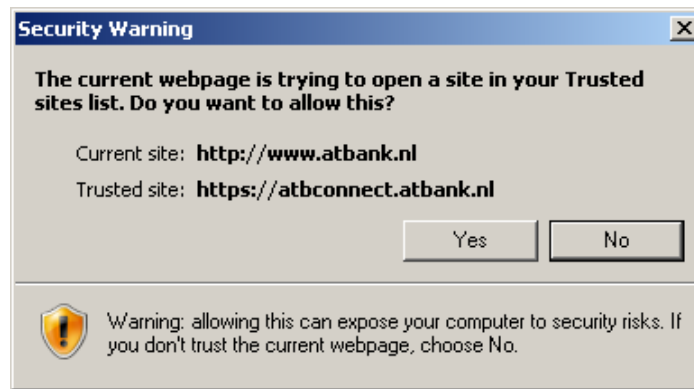 Security Warning
The current webpage is trying to open a site in your Trusted
sites list. Do you want to allow this?
Current site: http://www.atbank.nl
Trusted site: https://atbconnect.atbank.nl
Yes No
Warning: allowing this can expose your computer to security risks. If
you don't trust the current webpage, choose No.